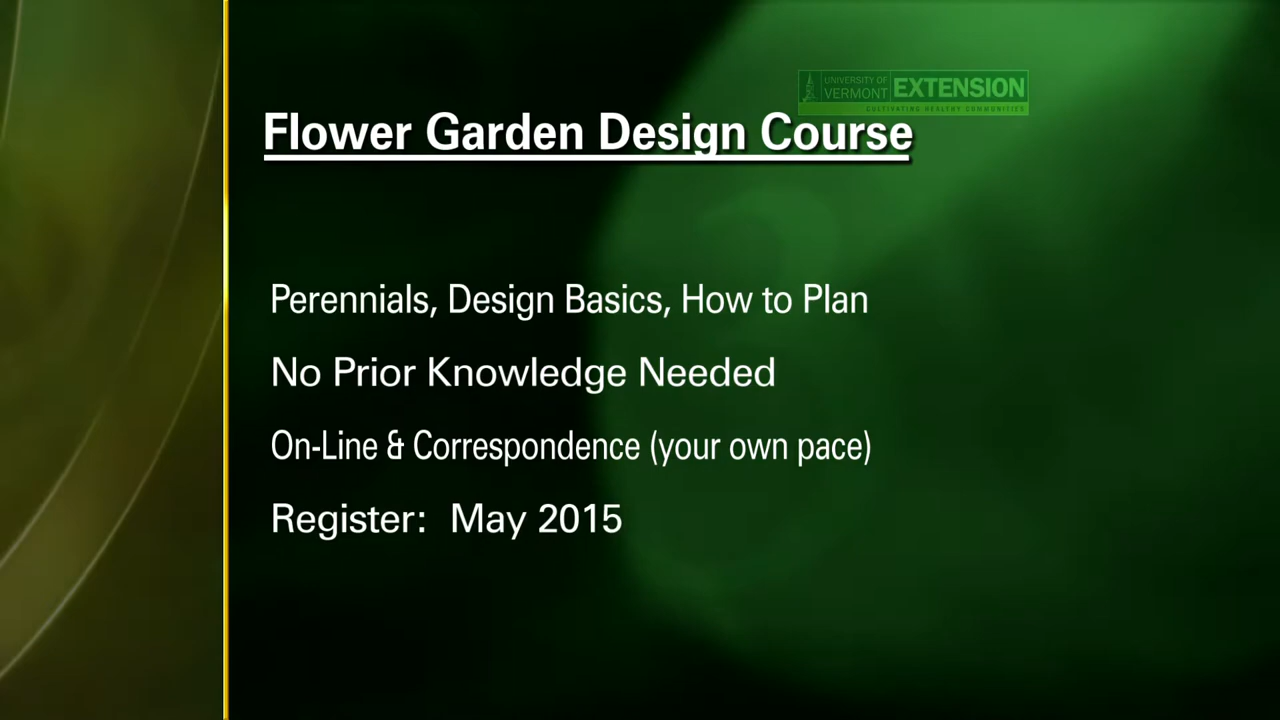 UNIVERSITY OF
VERMONT
EXTENSION
CULTIVATING HEALTHY COMMUNITIES
Flower Garden Design Course
Perennials, Design Basics, How to Plan
No Prior Knowledge Needed
On-Line & Correspondence (your own pace)
Register: May 2015